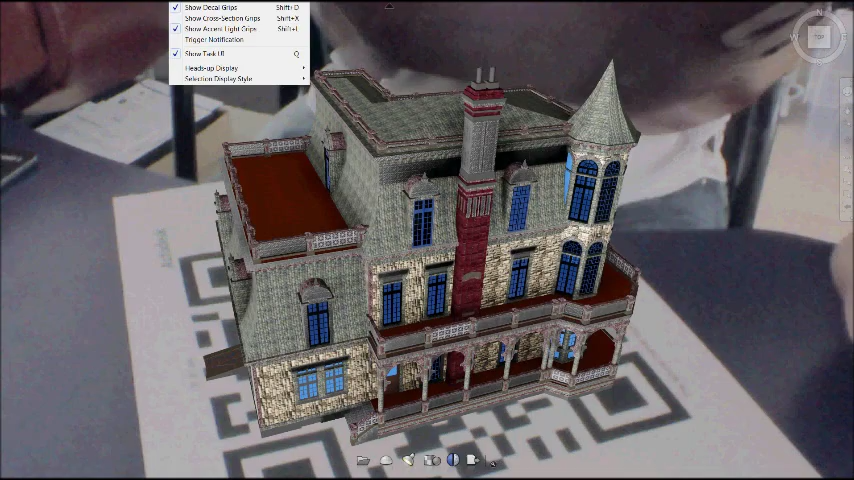 Show Decal Grips Shift+D
Show Cross-Section Grips Shift+X
Show Accent Light Grips Shift+L
Trigger Notification
Show Task UI Q
Heads-up Display
Selection Display Style
N
W TOP E
Autodesk